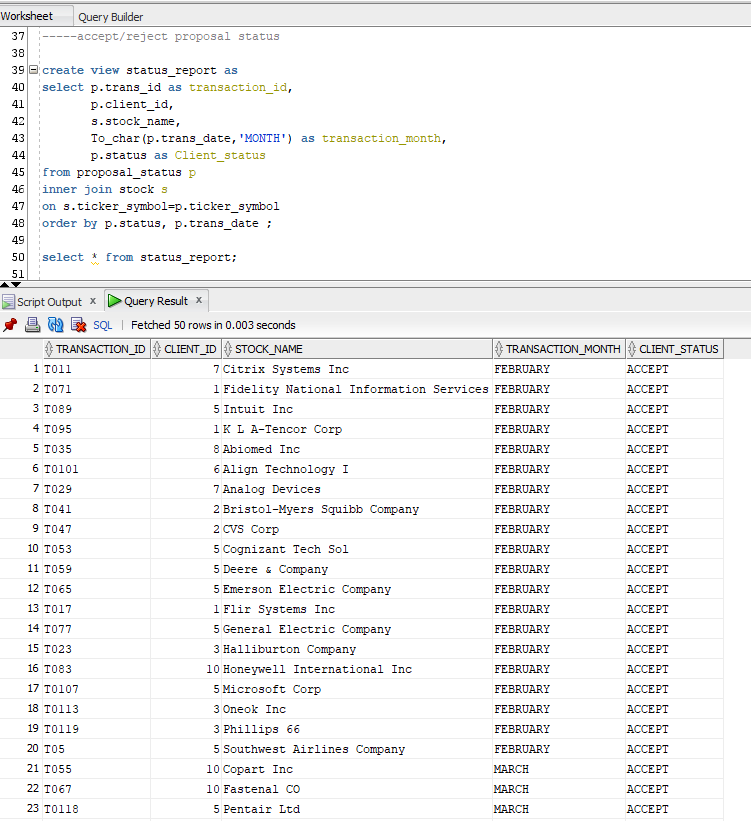 Worksheet Query Builder
37 -----accept/reject proposal status
38
39 create view status_report as
40 select p.trans_id as transaction_id,
41 p.client_id,
42 s.stock_name,
43 To_char(p.trans_date,'MONTH') as transaction_month,
44 p.status as Client_status
45 from proposal_status p
46 inner join stock s
47 on s.ticker_symbol=p.ticker_symbol
48 order by p.status, p.trans_date ;
49
50 select * from status_report;
51
Script Output x Query Result x
SQL | Fetched 50 rows in 0.003 seconds
TRANSACTION_ID CLIENT_ID STOCK_NAME TRANSACTION_MONTH CLIENT_STATUS
1 T011 7 Citrix Systems Inc FEBRUARY ACCEPT
2 T071 1 Fidelity National Information Services FEBRUARY ACCEPT
3 T089 5 Intuit Inc FEBRUARY ACCEPT
4 T095 1 K L A-Tencor Corp FEBRUARY ACCEPT
5 T035 8 Abiomed Inc FEBRUARY ACCEPT
6 T0101 6 Align Technology I FEBRUARY ACCEPT
7 T029 7 Analog Devices FEBRUARY ACCEPT
8 T041 2 Bristol-Myers Squibb Company FEBRUARY ACCEPT
9 T047 2 CVS Corp FEBRUARY ACCEPT
10 T053 5 Cognizant Tech Sol FEBRUARY ACCEPT
11 T059 5 Deere & Company FEBRUARY ACCEPT
12 T065 5 Emerson Electric Company FEBRUARY ACCEPT
13 T017 1 Flir Systems Inc FEBRUARY ACCEPT
14 T077 5 General Electric Company FEBRUARY ACCEPT
15 T023 3 Halliburton Company FEBRUARY ACCEPT
16 T083 10 Honeywell International Inc FEBRUARY ACCEPT
17 T0107 5 Microsoft Corp FEBRUARY ACCEPT
18 T0113 3 Oneok Inc FEBRUARY ACCEPT
19 T0119 3 Phillips 66 FEBRUARY ACCEPT
20 T05 5 Southwest Airlines Company FEBRUARY ACCEPT
21 T055 10 Copart Inc MARCH ACCEPT
22 T067 10 Fastenal CO MARCH ACCEPT
23 T0118 5 Pentair Ltd MARCH ACCEPT